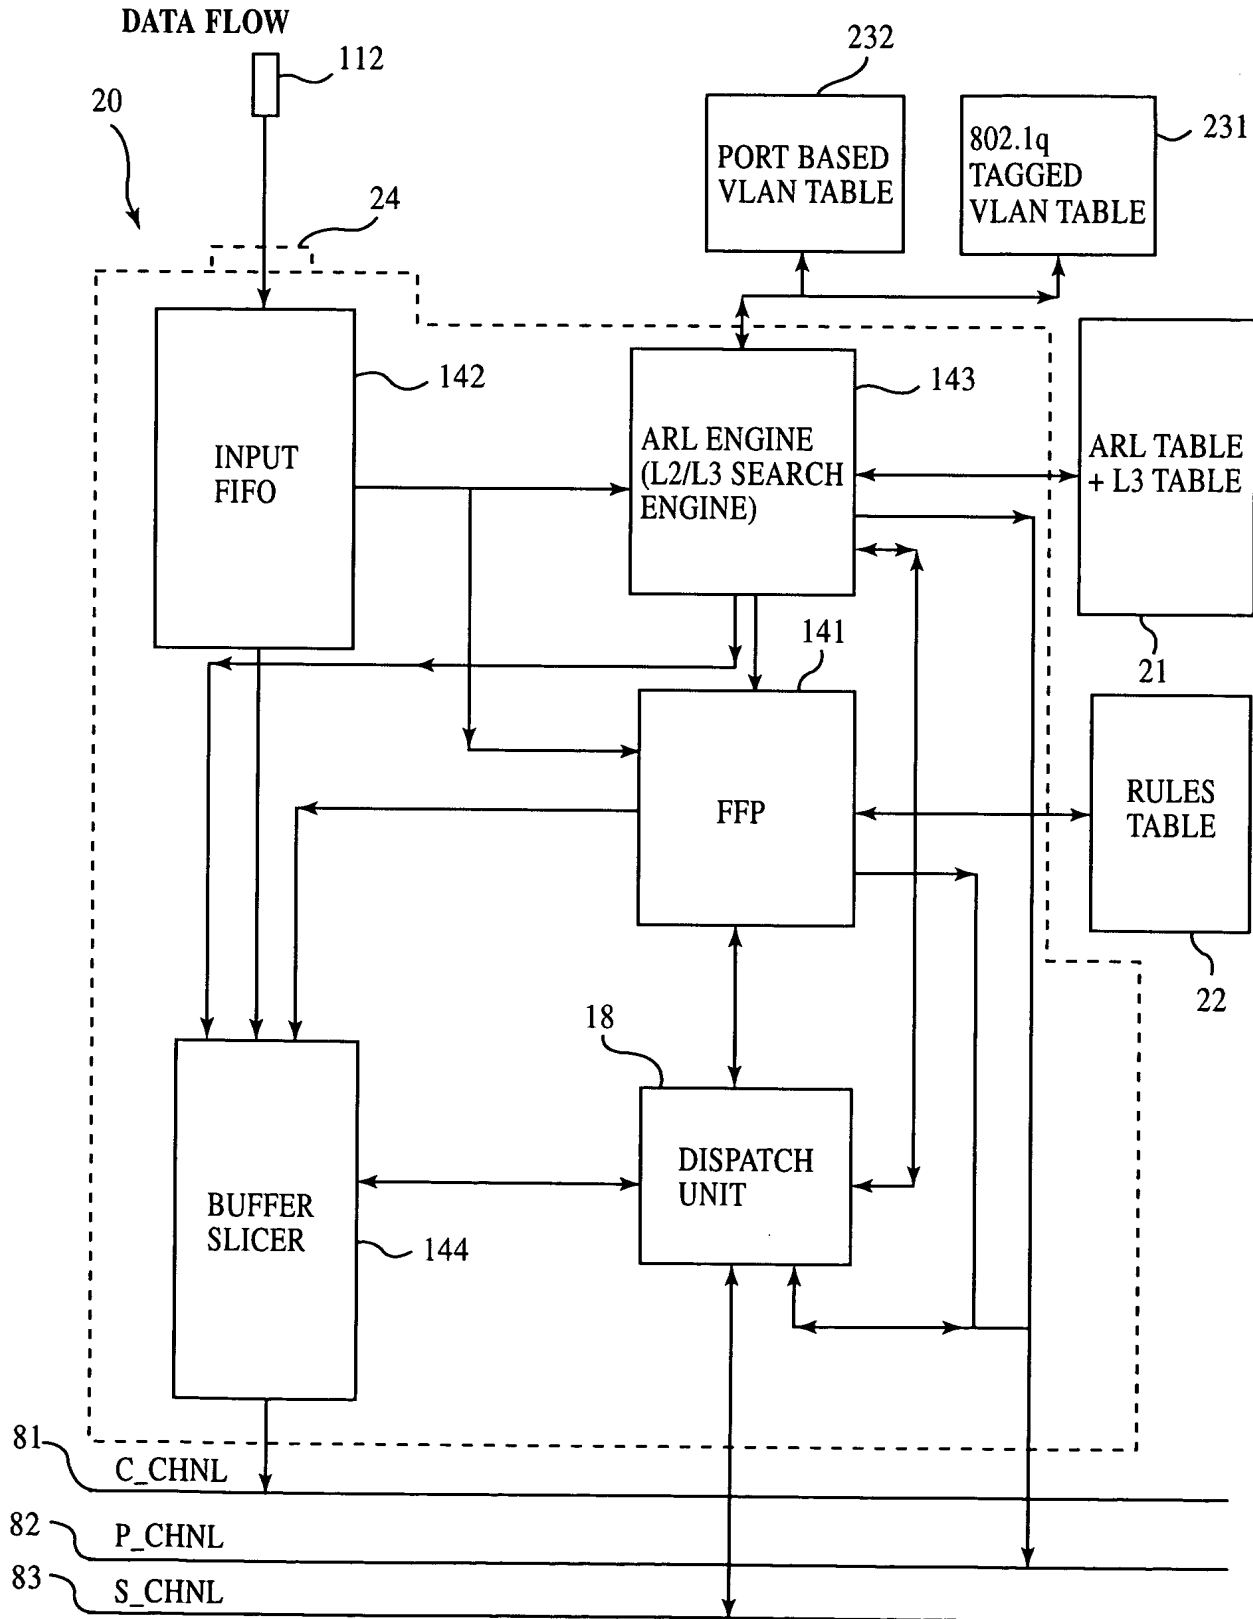 DATA FLOW
112
20
24
232
PORT BASED
VLAN TABLE
231
802.1q
TAGGED
VLAN TABLE
142
INPUT
FIFO
143
ARL ENGINE
(L2/L3 SEARCH
ENGINE)
ARL TABLE
+ L3 TABLE
21
141
FFP
RULES
TABLE
22
18
DISPATCH
UNIT
BUFFER
SLICER
144
81
C_CHNL
82
P_CHNL
83
S_CHNL